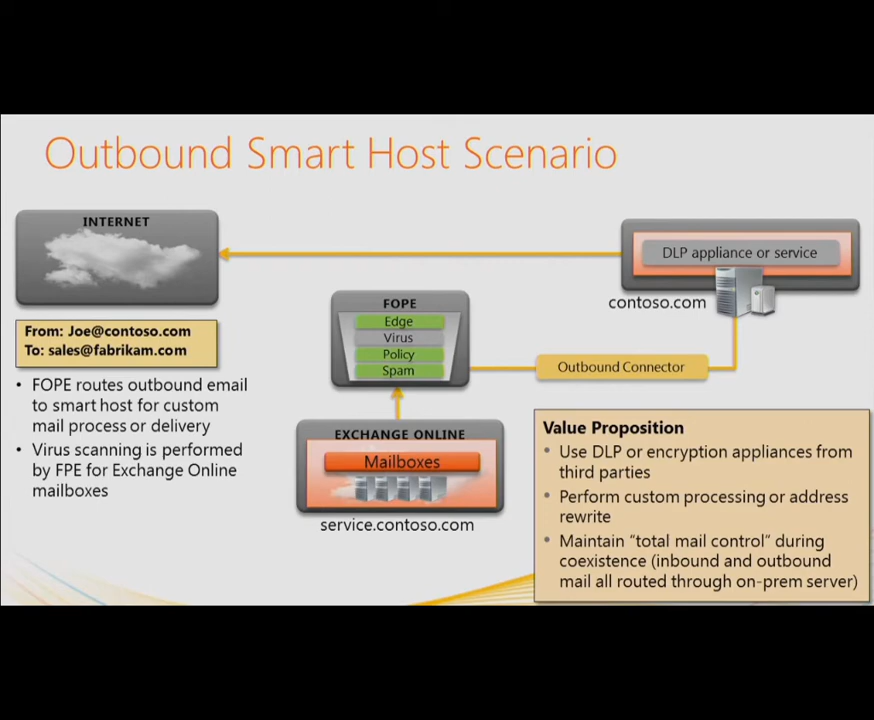 Outbound Smart Host Scenario
INTERNET
DLP appliance or service
contoso.com
FOPE
Edge
Virus
Policy
Spam
From: Joe@contoso.com
To: sales@fabrikam.com
Outbound Connector
• FOPE routes outbound email
to smart host for custom
mail process or delivery
• Virus scanning is performed
by FPE for Exchange Online
mailboxes
EXCHANGE ONLINE
Mailboxes
service.contoso.com
Value Proposition
• Use DLP or encryption appliances from
third parties
• Perform custom processing or address
rewrite
• Maintain "total mail control" during
coexistence (inbound and outbound
mail all routed through on-prem server)